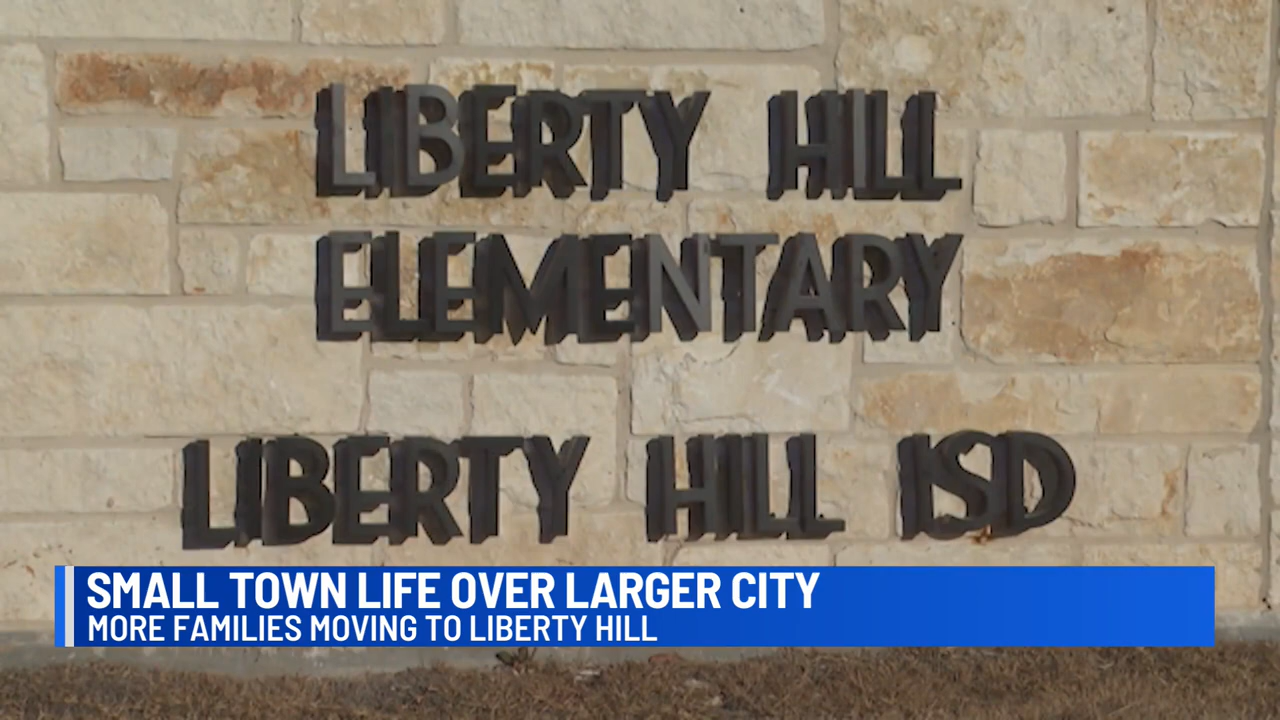 LIBERTY HILL
ELEMENTARY
LIBERTY HILL ISD
SMALL TOWN LIFE OVER LARGER CITY
MORE FAMILIES MOVING TO LIBERTY HILL